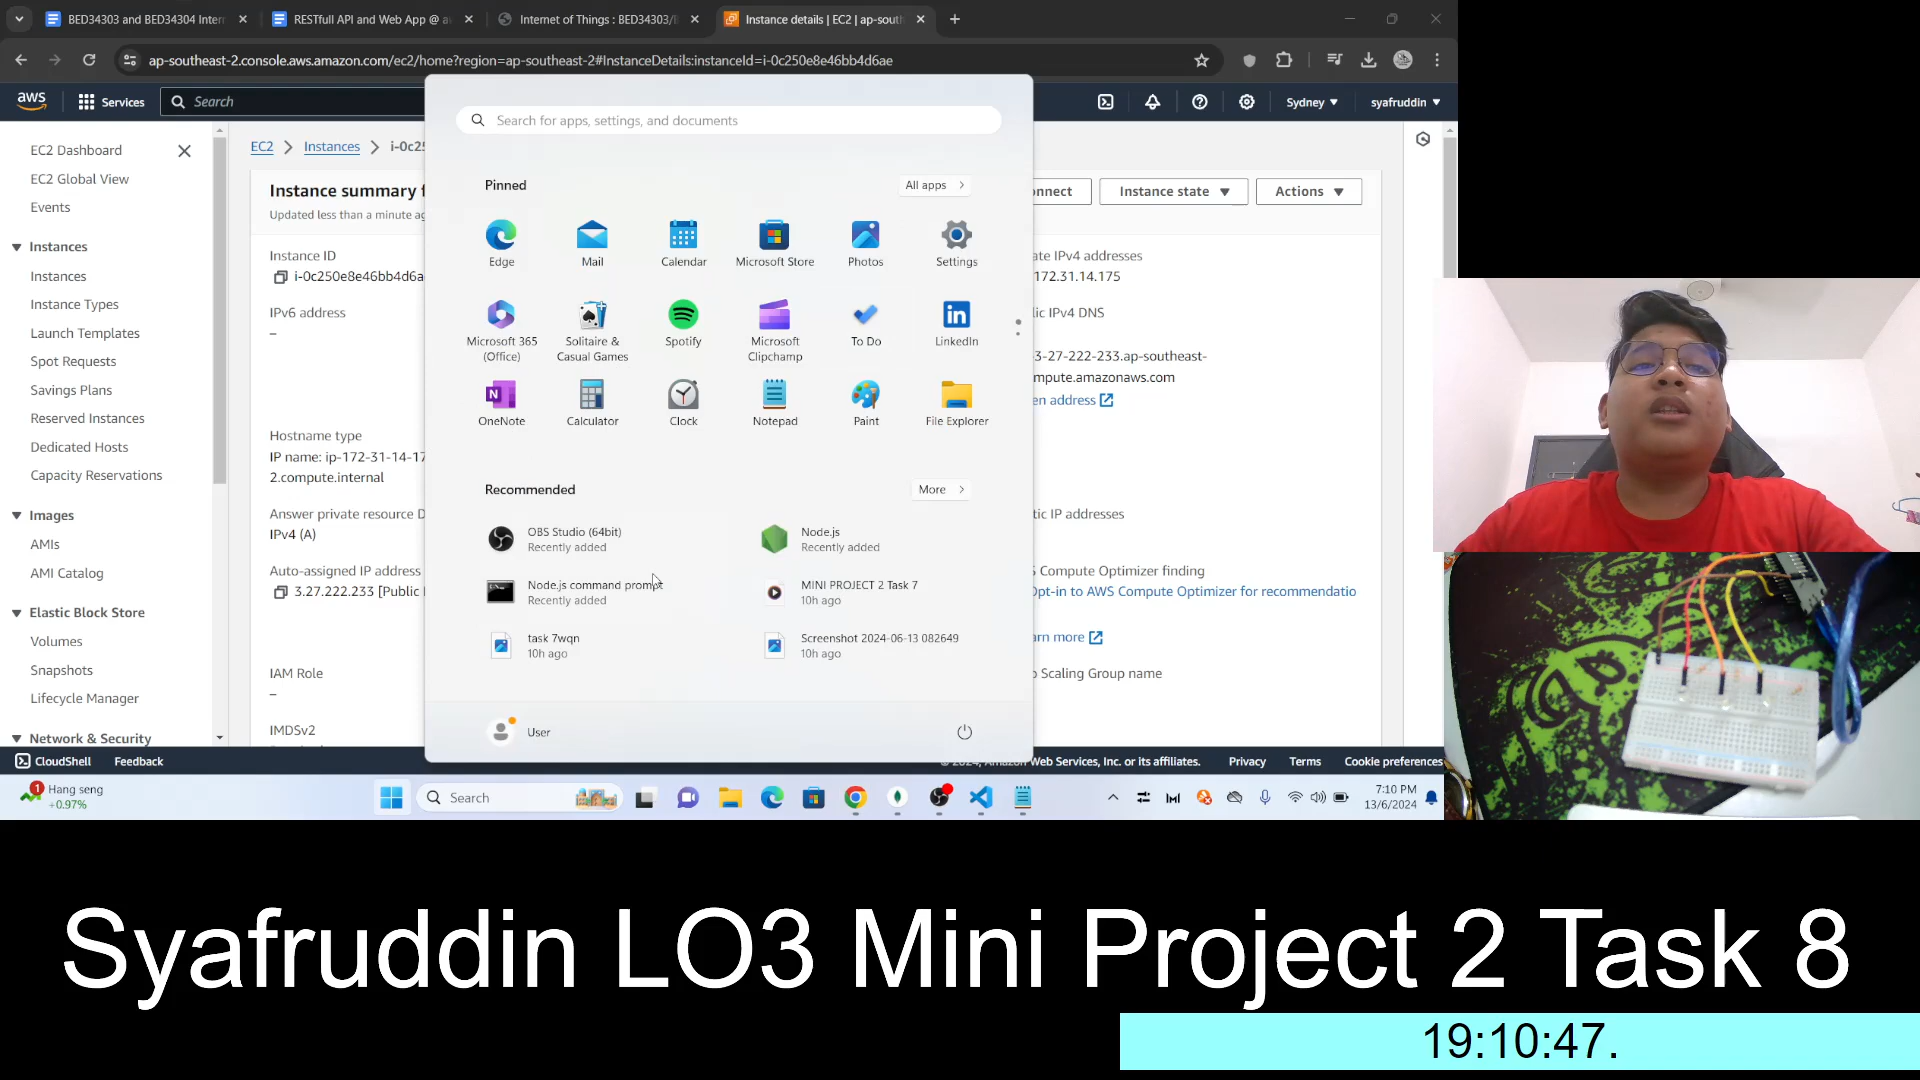 BED34303 and BED34304 Inter
RESTfull API and Web App @ a
Internet of Things : BED34303/
Instance details | EC2 | ap-sout
ap-southeast-2.console.aws.amazon.com/ec2/home?region=ap-southeast-2#InstanceDetails:instanceId=i-0c250e8e46bb4d6ae
aws
Services
Search
Sydney
syafruddin
EC2 Dashboard
EC2 Global View
Events
Instances
Instances
Instance Types
Launch Templates
Spot Requests
Savings Plans
Reserved Instances
Dedicated Hosts
Capacity Reservations
Images
AMIs
AMI Catalog
Elastic Block Store
Volumes
Snapshots
Lifecycle Manager
Network & Security
EC2
Instances
i-0c25
Instance summary f
Updated less than a minute ag
Instance ID
i-0c250e8e46bb4d6a
IPv6 address
–
Hostname type
IP name: ip-172-31-14-17
2.compute.internal
Answer private resource D
IPv4 (A)
Auto-assigned IP address
3.27.222.233 [Public I
IAM Role
–
IMDSv2
Search for apps, settings, and documents
Pinned
All apps
Edge
Mail
Calendar
Microsoft Store
Photos
Settings
Microsoft 365 (Office)
Solitaire & Casual Games
Spotify
Microsoft Clipchamp
To Do
LinkedIn
OneNote
Calculator
Clock
Notepad
Paint
File Explorer
Recommended
More
OBS Studio (64bit)
Recently added
Node.js
Recently added
Node.js command prompt
Recently added
MINI PROJECT 2 Task 7
10h ago
task 7wqn
10h ago
Screenshot 2024-06-13 082649
10h ago
User
nnect
Instance state
Actions
ate IPv4 addresses
172.31.14.175
lic IPv4 DNS
3-27-222-233.ap-southeast-
mpute.amazonaws.com
en address
tic IP addresses
Compute Optimizer finding
Opt-in to AWS Compute Optimizer for recommendatio
arn more
Scaling Group name
CloudShell
Feedback
© 2024, Amazon Web Services, Inc. or its affiliates.
Privacy
Terms
Cookie preferences
1
Hang seng
+0.97%
Search
7:10 PM
13/6/2024
Syafruddin LO3 Mini Project 2 Task 8
19:10:47.